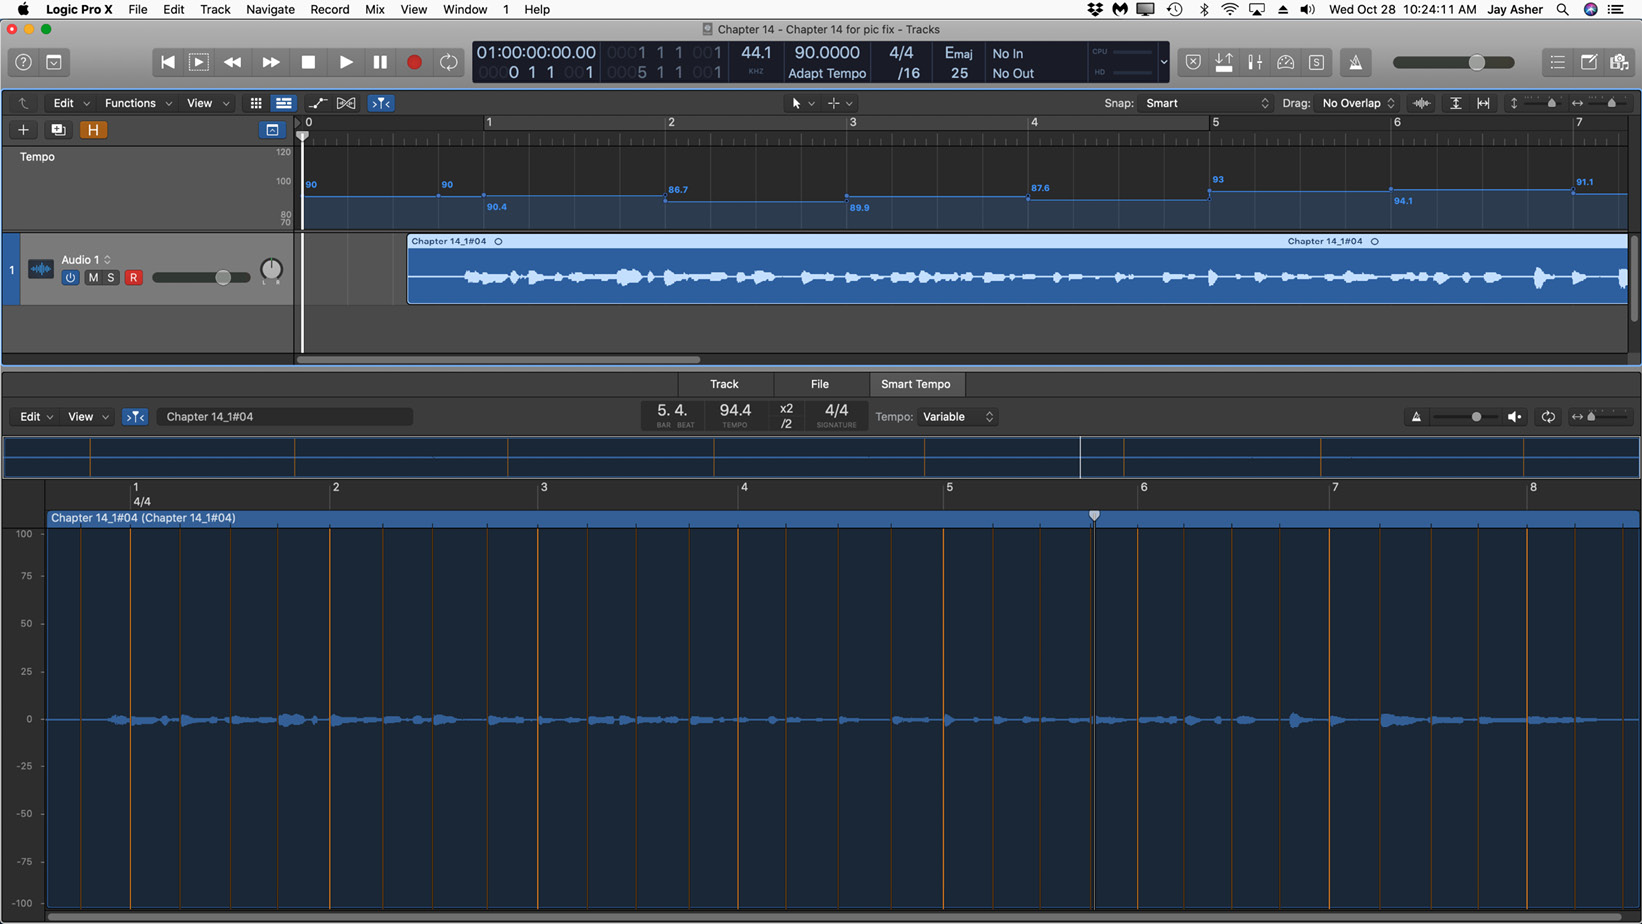 Logic Pro X File Edit Track Navigate Record Mix View Window 1 Help
Wed Oct 28 10:24:11 AM Jay Asher
Chapter 14 - Chapter 14 for pic fix - Tracks
01:00:00:00.00 0001 1 1 001 44.1 90.0000 4/4 Emaj No In CPU
0000 1 1 001 0005 1 1 001 KHZ Adapt Tempo /16 25 No Out HD
Edit Functions View Snap: Smart Drag: No Overlap
H
0 1 2 3 4 5 6 7
Tempo
120
100
80
70
90 90 90.4 86.7 89.9 87.6 93 94.1 91.1
1
Audio 1
M S R
L R
Chapter 14_1#04 Chapter 14_1#04
Track File Smart Tempo
Edit View Chapter 14_1#04
5. 4. 94.4 x2 4/4 Tempo: Variable
BAR BEAT TEMPO /2 SIGNATURE
1 2 3 4 5 6 7 8
4/4
Chapter 14_1#04 (Chapter 14_1#04)
100
75
50
25
0
-25
-50
-75
-100